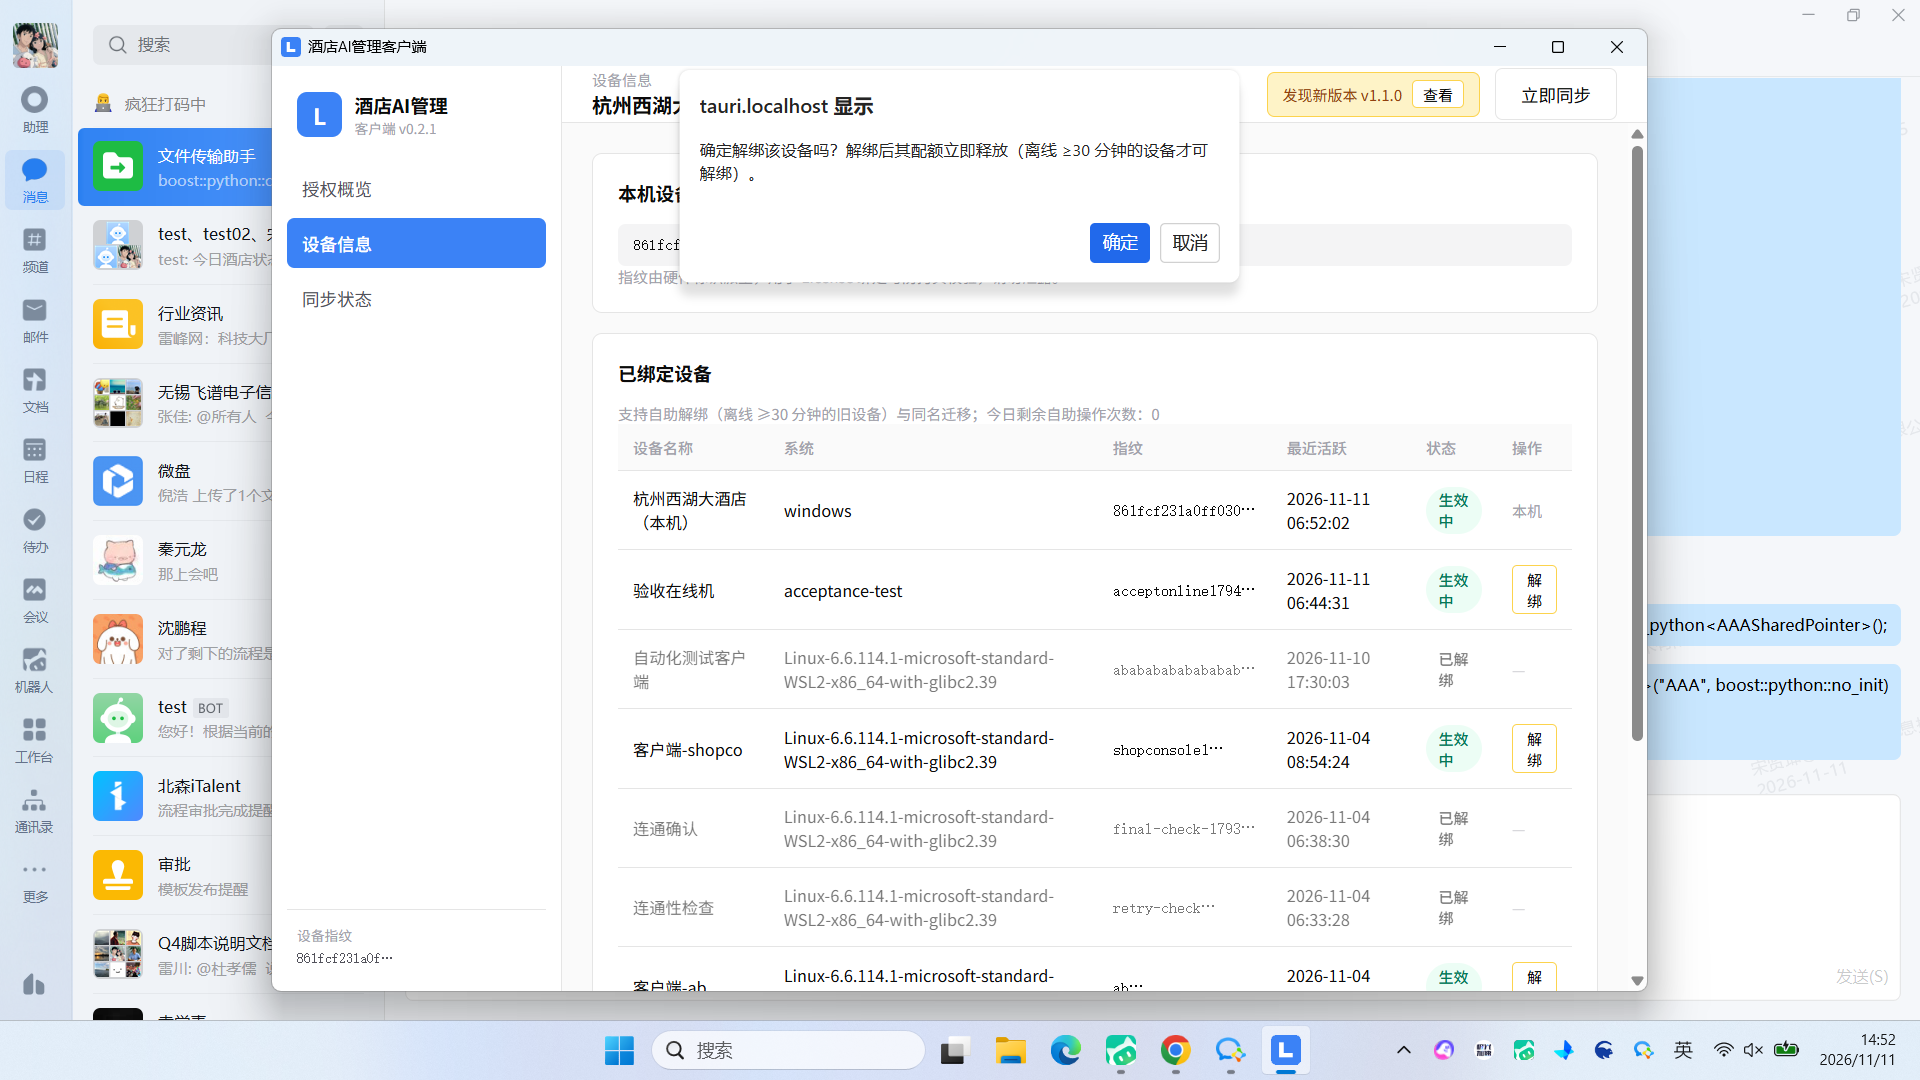 搜索
助理
消息
频道
邮件
文档
日程
待办
会议
机器人
工作台
通讯录
更多
疯狂打码中
文件传输助手
boost::python::c
test、test02、
test: 今日酒店状
行业资讯
雷峰网：科技大厂
无锡飞谱电子信
张佳: @所有人
微盘
倪浩 上传了1个文
秦元龙
那上会吧
沈鹏程
对了剩下的流程是
test BOT
您好！根据当前的
北森iTalent
流程审批完成提醒
审批
模板发布提醒
Q4脚本说明文档
雷川: @杜孝儒
酒店AI管理客户端
L
酒店AI管理
客户端 v0.2.1
授权概览
设备信息
同步状态
设备指纹
861fcf231a0f…
设备信息
杭州西湖大
发现新版本 v1.1.0
查看
立即同步
tauri.localhost 显示
确定解绑该设备吗？解绑后其配额立即释放（离线 ≥30 分钟的设备才可
解绑）。
确定
取消
本机设备
861fcf
指纹由硬件
已绑定设备
支持自助解绑（离线 ≥30 分钟的旧设备）与同名迁移；今日剩余自助操作次数：0
设备名称 系统 指纹 最近活跃 状态 操作
杭州西湖大酒店
（本机）
windows
861fcf231a0ff030…
2026-11-11
06:52:02
生效
中
本机
验收在线机
acceptance-test
acceptonline1794…
2026-11-11
06:44:31
生效
中
解
绑
自动化测试客户
端
Linux-6.6.114.1-microsoft-standard-
WSL2-x86_64-with-glibc2.39
abababababababab…
2026-11-10
17:30:03
已解
绑
—
客户端-shopco
Linux-6.6.114.1-microsoft-standard-
WSL2-x86_64-with-glibc2.39
shopconsole1…
2026-11-04
08:54:24
生效
中
解
绑
连通确认
Linux-6.6.114.1-microsoft-standard-
WSL2-x86_64-with-glibc2.39
final-check-1793…
2026-11-04
06:38:30
已解
绑
—
连通性检查
Linux-6.6.114.1-microsoft-standard-
WSL2-x86_64-with-glibc2.39
retry-check…
2026-11-04
06:33:28
已解
绑
—
客户端-ab
Linux-6.6.114.1-microsoft-standard-
ab…
2026-11-04
生效
解
_python<AAASharedPointer>();
>("AAA", boost::python::no_init)
2026-11-11
发送(S)
搜索
英
14:52
2026/11/11